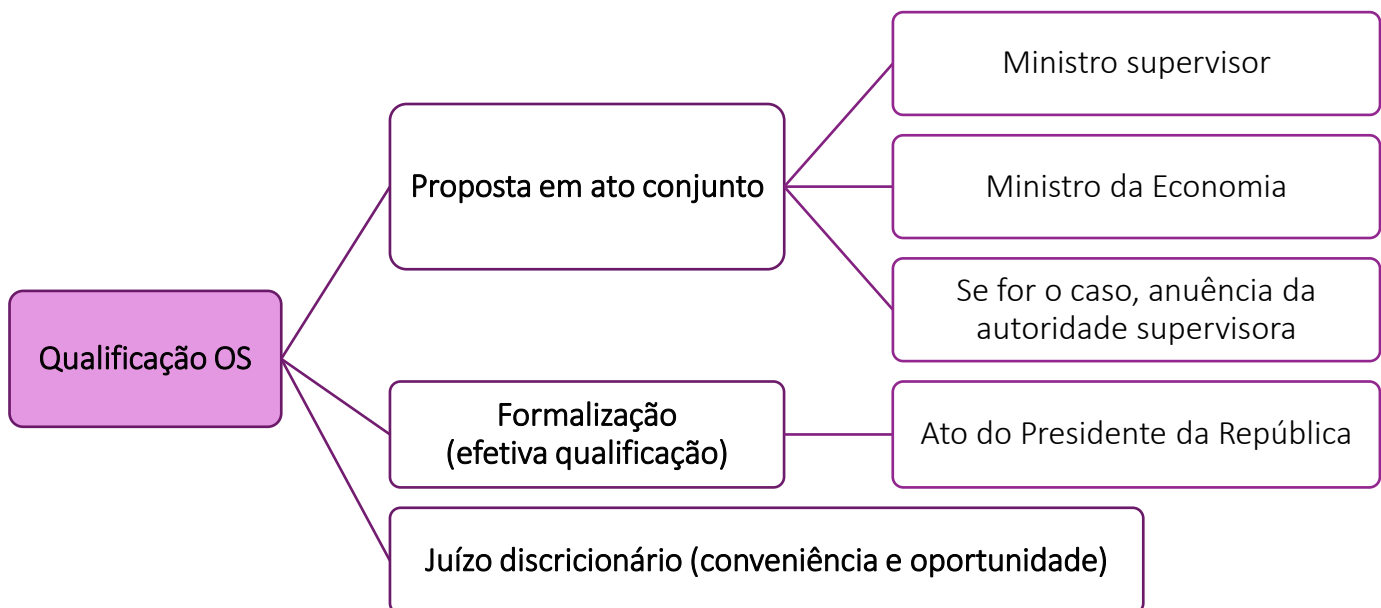 Qualificação OS
Proposta em ato conjunto
Ministro supervisor
Ministro da Economia
Se for o caso, anuência da
autoridade supervisora
Formalização
(efetiva qualificação)
Ato do Presidente da República
Juízo discricionário (conveniência e oportunidade)